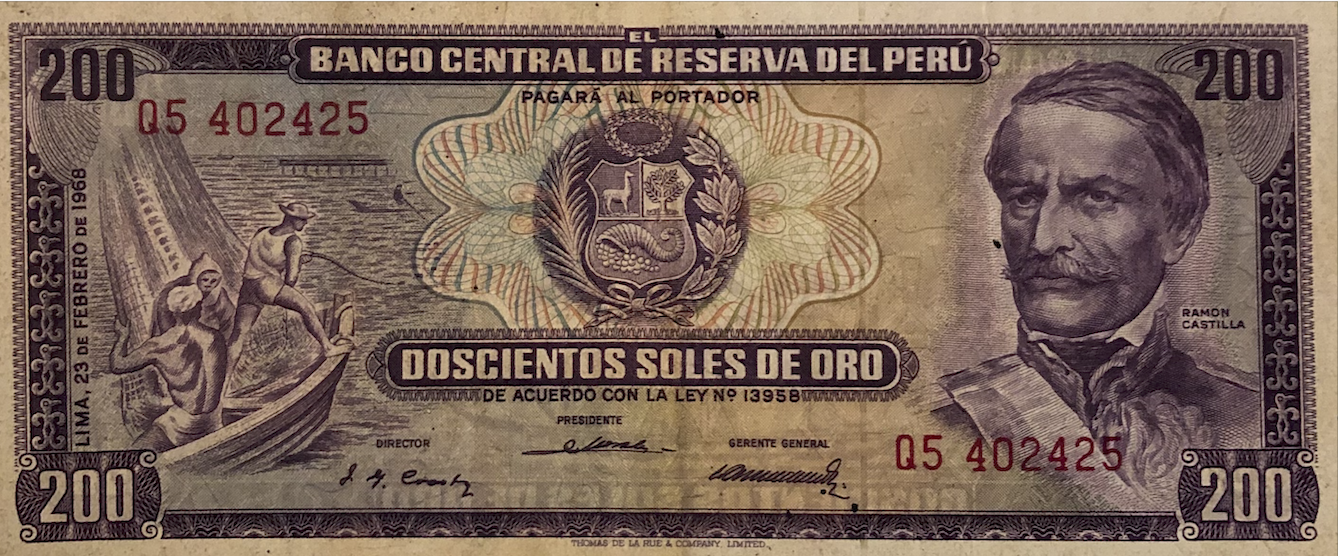 EL
BANCO CENTRAL DE RESERVA DEL PERÚ
200
200
PAGARÁ AL PORTADOR
Q5 402425
LIMA, 23 DE FEBRERO DE 1968
RAMON
CASTILLA
DOSCIENTOS SOLES DE ORO
DE ACUERDO CON LA LEY Nº 13958
PRESIDENTE
DIRECTOR
GERENTE GENERAL
Q5 402425
200
200
THOMAS DE LA RUE & COMPANY, LIMITED.